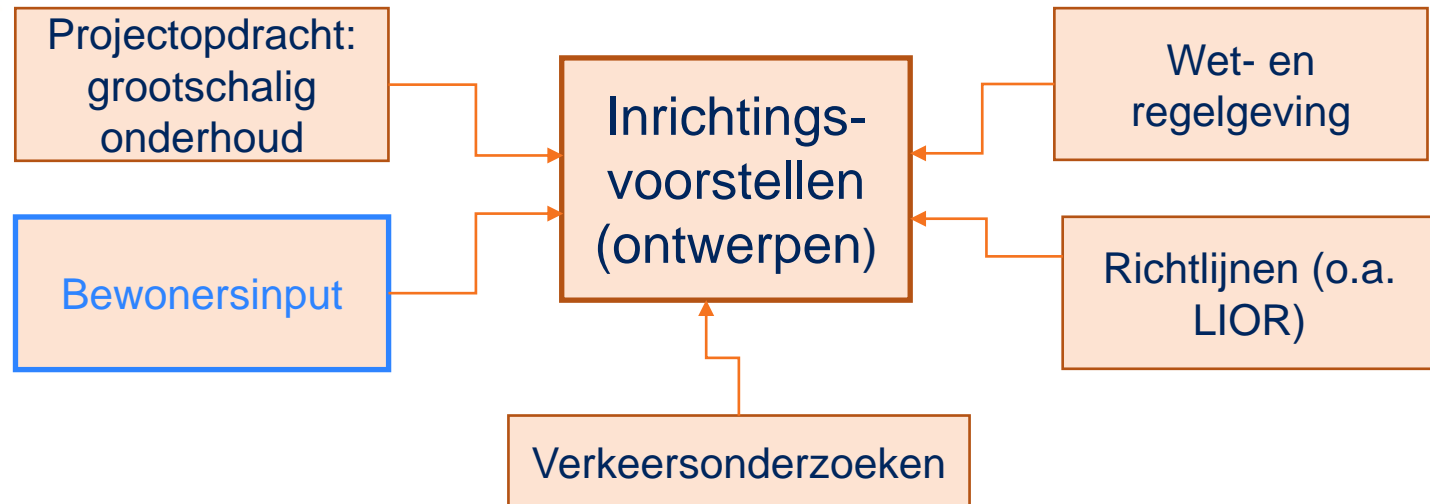 Projectopdracht:
grootschalig
onderhoud
Bewonersinput
Inrichtings-
voorstellen
(ontwerpen)
Wet- en
regelgeving
Richtlijnen (o.a.
LIOR)
Verkeersonderzoeken